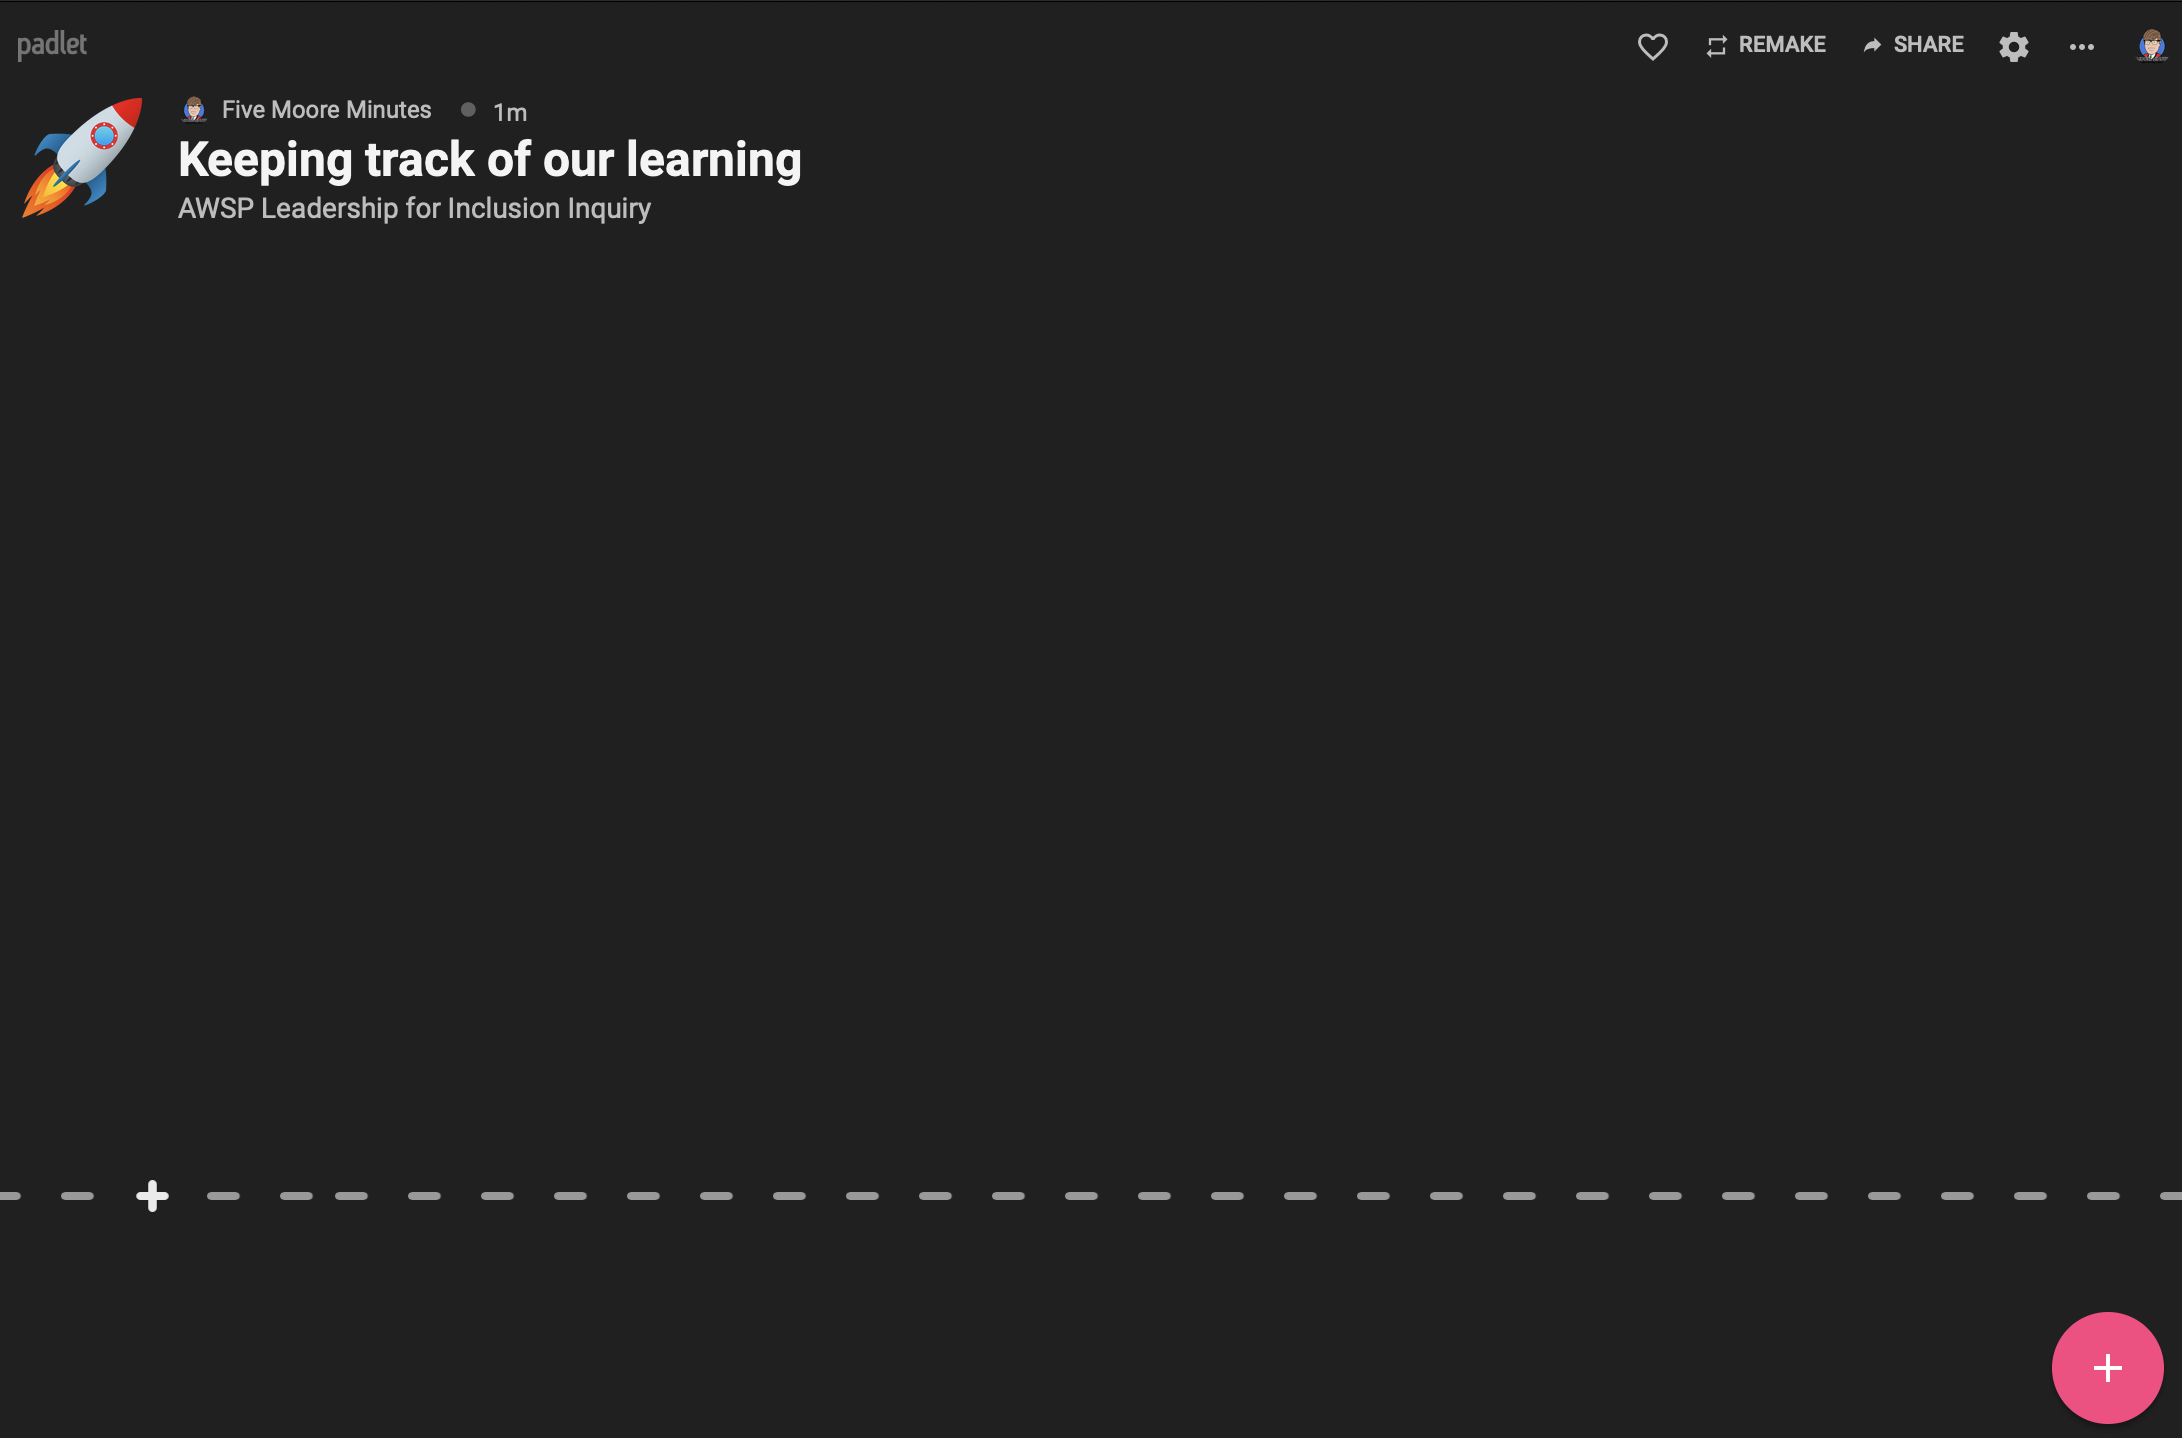 padlet
REMAKE
SHARE
Five Moore Minutes
1m
Keeping track of our learning
AWSP Leadership for Inclusion Inquiry